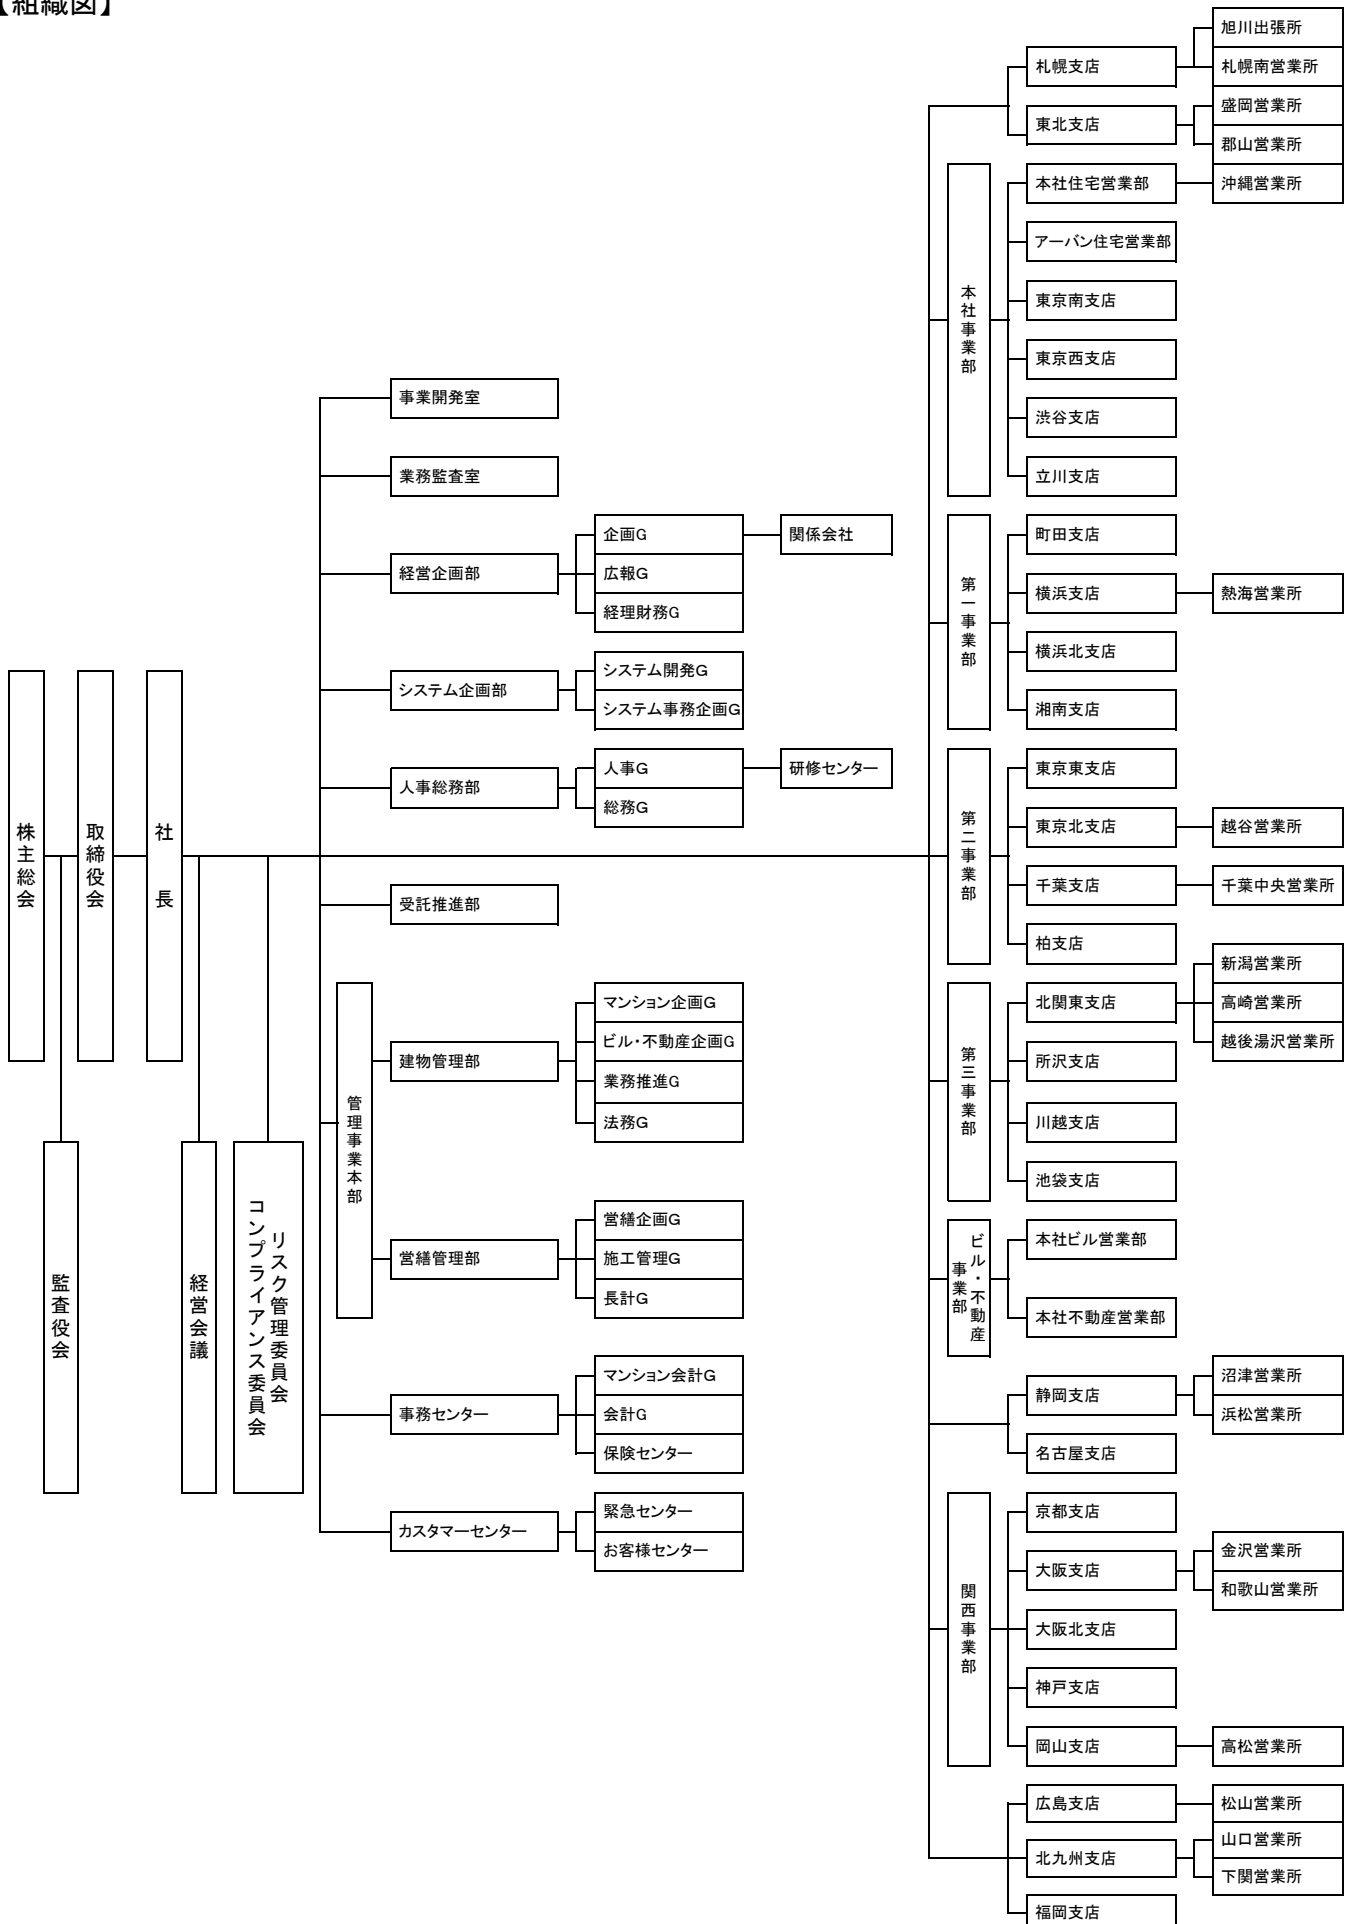 【組織図】
株主総会
取締役会
社長
監査役会
経営会議
リスク管理委員会
コンプライアンス委員会
事業開発室
業務監査室
経営企画部
企画G
関係会社
広報G
経理財務G
システム企画部
システム開発G
システム事務企画G
人事総務部
人事G
研修センター
総務G
受託推進部
管理事業本部
建物管理部
マンション企画G
ビル・不動産企画G
業務推進G
法務G
営繕管理部
営繕企画G
施工管理G
長計G
事務センター
マンション会計G
会計G
保険センター
カスタマーセンター
緊急センター
お客様センター
札幌支店
旭川出張所
札幌南営業所
東北支店
盛岡営業所
郡山営業所
本社事業部
本社住宅営業部
沖縄営業所
アーバン住宅営業部
東京南支店
東京西支店
渋谷支店
立川支店
第一事業部
町田支店
横浜支店
熱海営業所
横浜北支店
湘南支店
第二事業部
東京東支店
東京北支店
越谷営業所
千葉支店
千葉中央営業所
柏支店
第三事業部
北関東支店
新潟営業所
高崎営業所
越後湯沢営業所
所沢支店
川越支店
池袋支店
ビル・不動産
事業部
本社ビル営業部
本社不動産営業部
静岡支店
沼津営業所
浜松営業所
名古屋支店
関西事業部
京都支店
大阪支店
金沢営業所
和歌山営業所
大阪北支店
神戸支店
岡山支店
高松営業所
広島支店
松山営業所
北九州支店
山口営業所
下関営業所
福岡支店